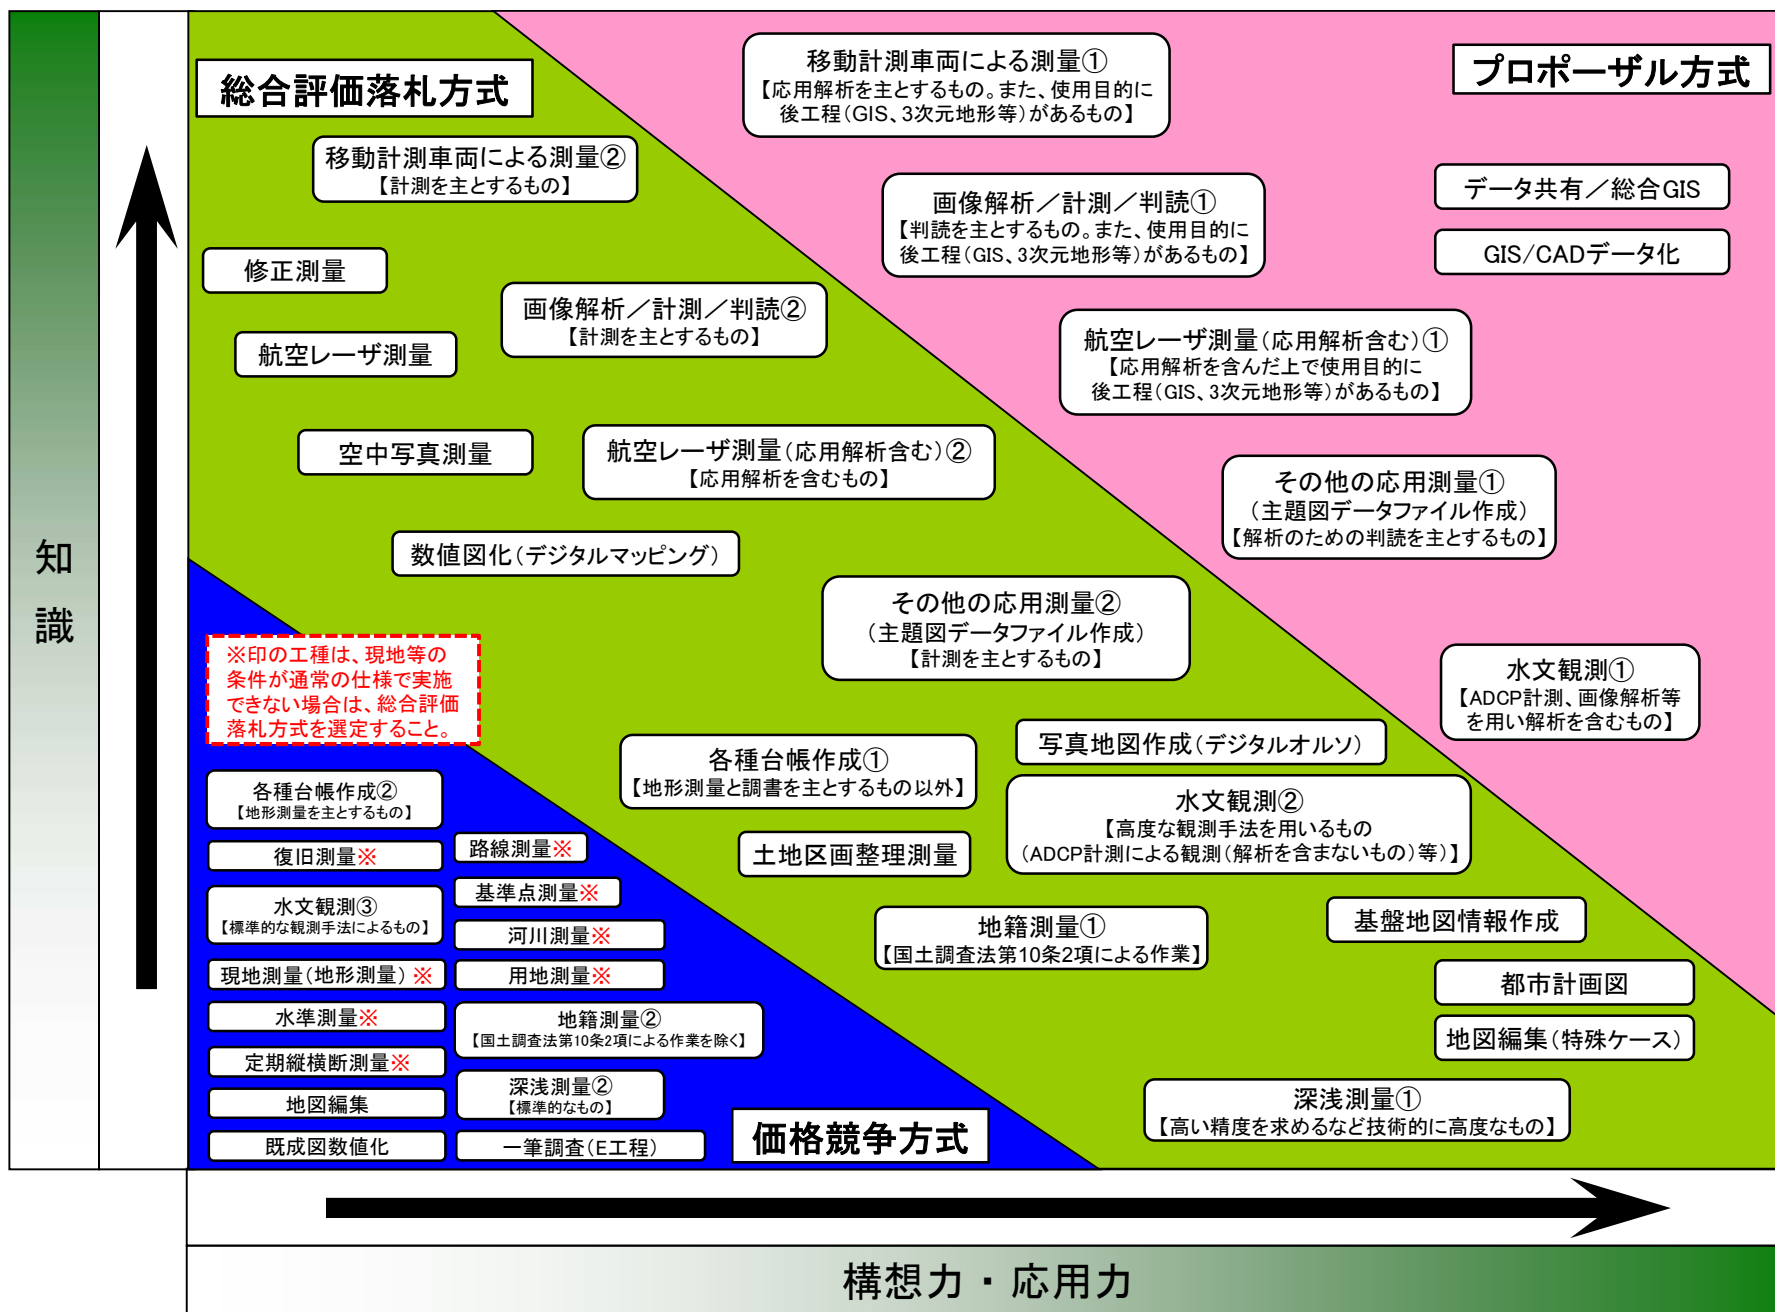 総合評価落札方式
プロポーザル方式
移動計測車両による測量①
【応用解析を主とするもの。また、使用目的に
後工程(GIS、3次元地形等)があるもの】
移動計測車両による測量②
【計測を主とするもの】
データ共有／総合GIS
画像解析／計測／判読①
【判読を主とするもの。また、使用目的に
後工程(GIS、3次元地形等)があるもの】
GIS/CADデータ化
修正測量
画像解析／計測／判読②
【計測を主とするもの】
航空レーザ測量
航空レーザ測量(応用解析含む)①
【応用解析を含んだ上で使用目的に
後工程(GIS、3次元地形等)があるもの】
空中写真測量
航空レーザ測量(応用解析含む)②
【応用解析を含むもの】
その他の応用測量①
(主題図データファイル作成)
【解析のための判読を主とするもの】
数値図化(デジタルマッピング)
その他の応用測量②
(主題図データファイル作成)
【計測を主とするもの】
知
識
※印の工種は、現地等の
条件が通常の仕様で実施
できない場合は、総合評価
落札方式を選定すること。
水文観測①
【ADCP計測、画像解析等
を用い解析を含むもの】
写真地図作成(デジタルオルソ)
各種台帳作成①
【地形測量と調書を主とするもの以外】
水文観測②
【高度な観測手法を用いるもの
(ADCP計測による観測(解析を含まないもの)等)】
土地区画整理測量
地籍測量①
【国土調査法第10条2項による作業】
基盤地図情報作成
都市計画図
地図編集(特殊ケース)
深浅測量①
【高い精度を求めるなど技術的に高度なもの】
各種台帳作成②
【地形測量を主とするもの】
復旧測量※
水文観測③
【標準的な観測手法によるもの】
現地測量(地形測量)※
水準測量※
定期縦横断測量※
地図編集
既成図数値化
路線測量※
基準点測量※
河川測量※
用地測量※
地籍測量②
【国土調査法第10条2項による作業を除く】
深浅測量②
【標準的なもの】
一筆調査(E工程)
価格競争方式
構想力・応用力